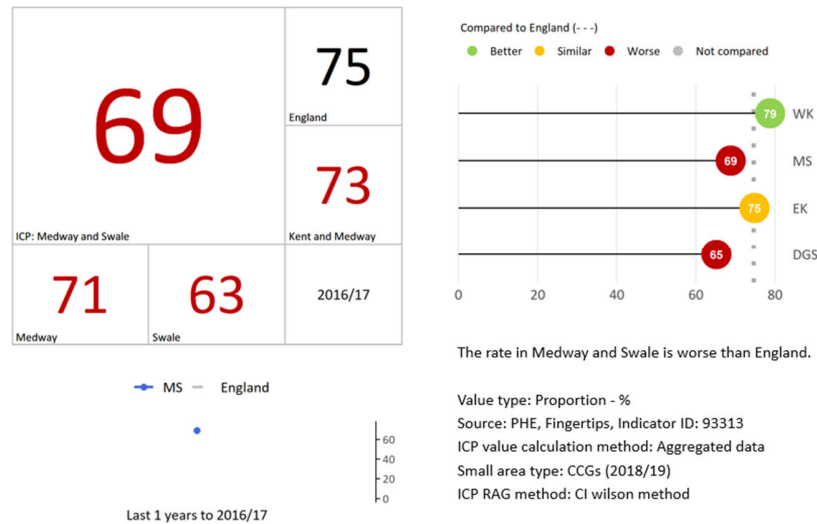 69
ICP: Medway and Swale
75
England
73
Kent and Medway
71
Medway
63
Swale
2016/17
MS England
60
40
20
0
Last 1 years to 2016/17
Compared to England (- - -)
Better Similar Worse Not compared
79 WK
69 MS
75 EK
65 DGS
0 20 40 60 80
The rate in Medway and Swale is worse than England.
Value type: Proportion - %
Source: PHE, Fingertips, Indicator ID: 93313
ICP value calculation method: Aggregated data
Small area type: CCGs (2018/19)
ICP RAG method: CI wilson method